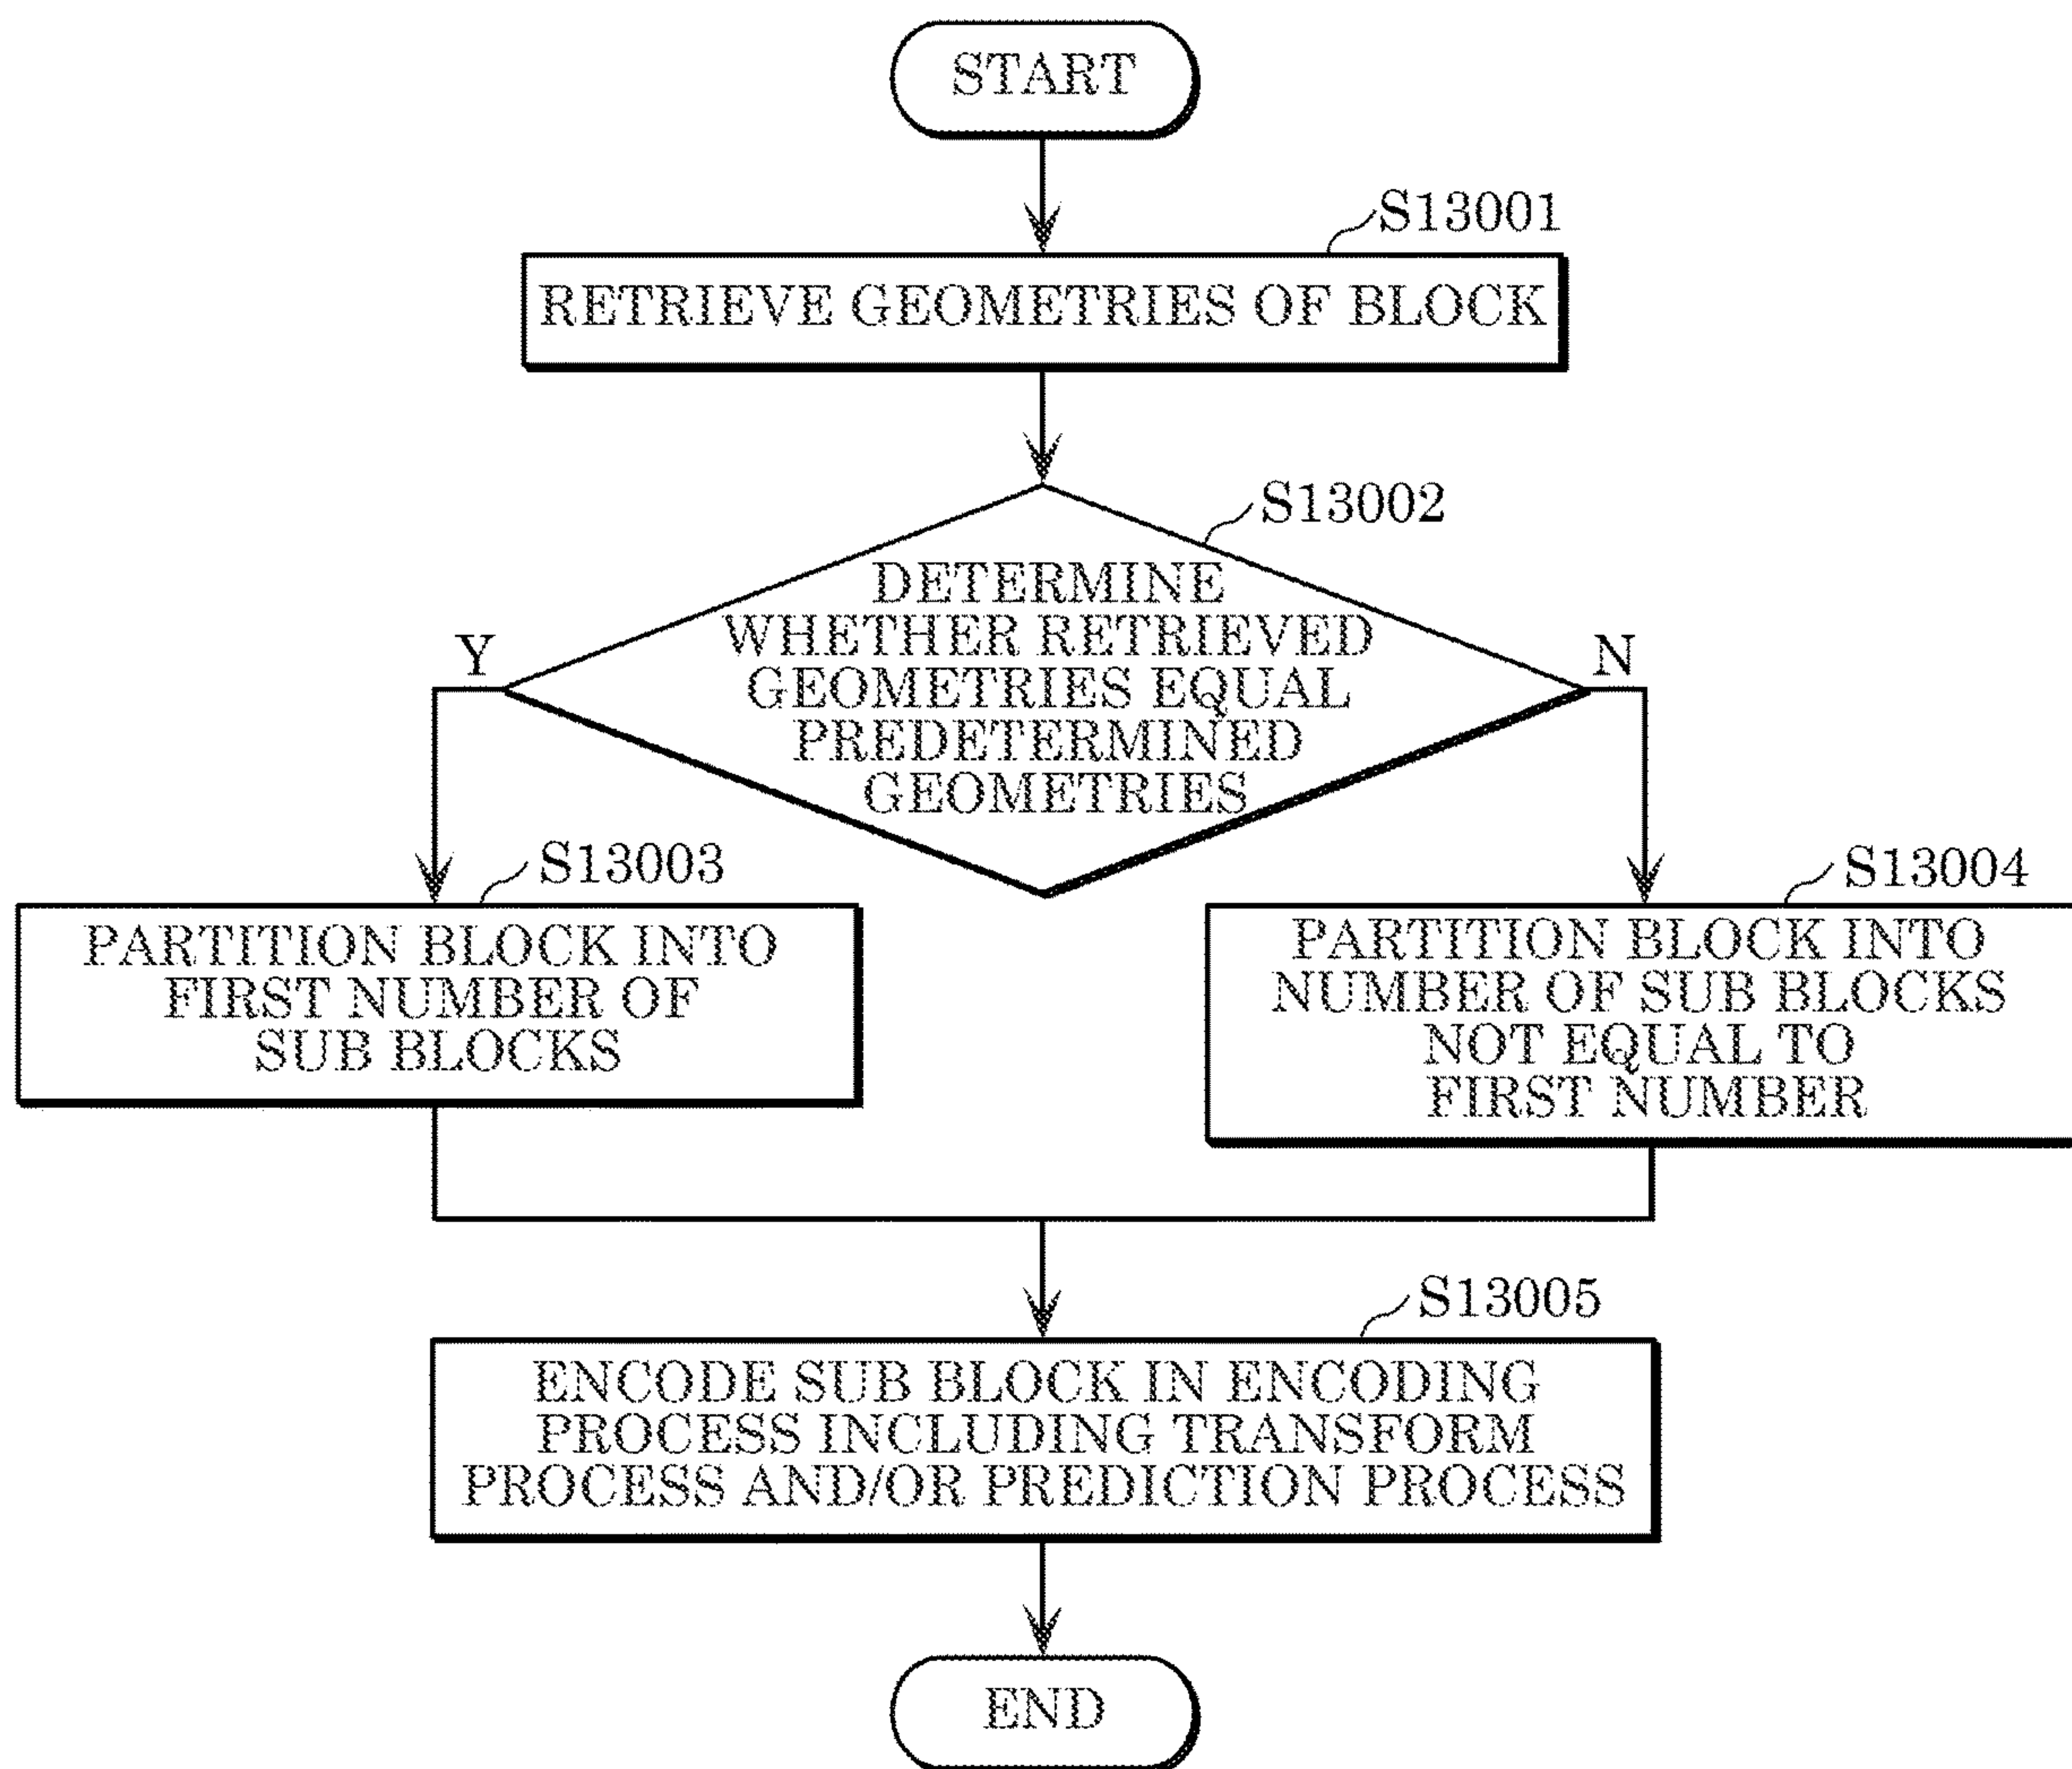 START
S13001
RETRIEVE GEOMETRIES OF BLOCK
S13002
DETERMINE
WHETHER RETRIEVED
GEOMETRIES EQUAL
PREDETERMINED
GEOMETRIES
Y
N
S13003
PARTITION BLOCK INTO
FIRST NUMBER OF
SUB BLOCKS
S13004
PARTITION BLOCK INTO
NUMBER OF SUB BLOCKS
NOT EQUAL TO
FIRST NUMBER
S13005
ENCODE SUB BLOCK IN ENCODING
PROCESS INCLUDING TRANSFORM
PROCESS AND/OR PREDICTION PROCESS
END